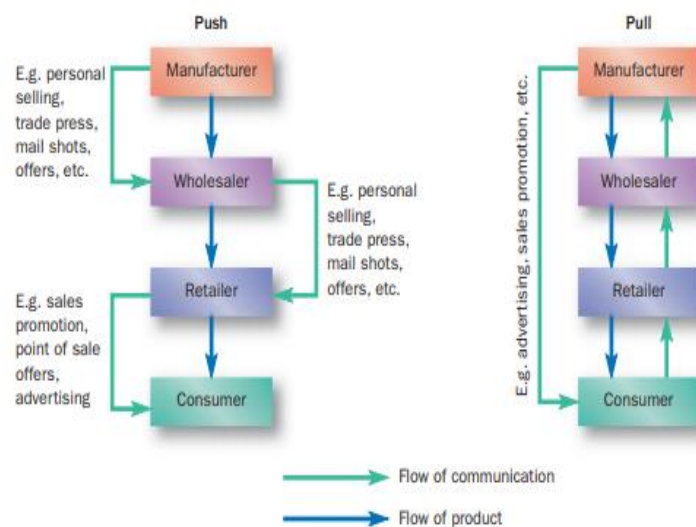 Push
Manufacturer
E.g. personal
selling,
trade press,
mail shots,
offers, etc.
Wholesaler
E.g. personal
selling,
trade press,
mail shots,
offers, etc.
Retailer
E.g. sales
promotion,
point of sale
offers,
advertising
Consumer
Pull
Manufacturer
E.g. advertising, sales promotion, etc.
Wholesaler
Retailer
Consumer
Flow of communication
Flow of product